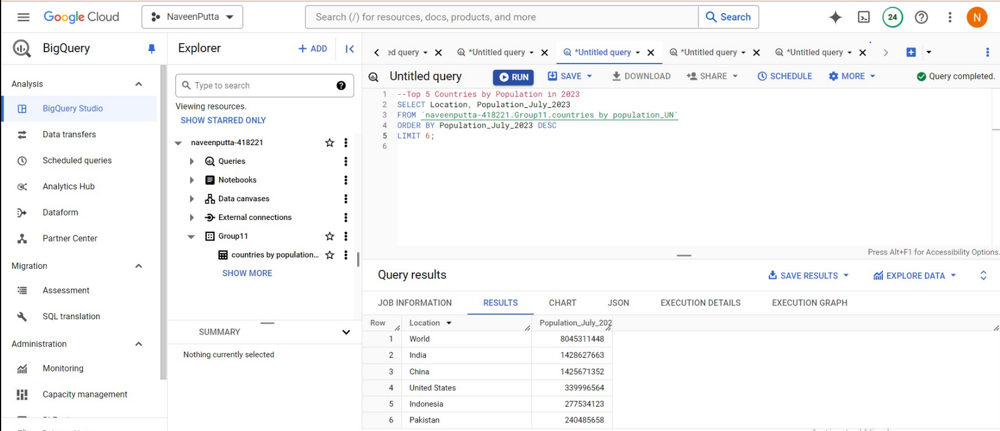 Google Cloud
NaveenPutta
Search (/) for resources, docs, products, and more
Search
24
N
BigQuery
Explorer
+ ADD
ed query
*Untitled query
*Untitled query
*Untitled query
*Untitled query
Analysis
BigQuery Studio
Data transfers
Scheduled queries
Analytics Hub
Dataform
Partner Center
Migration
Assessment
SQL translation
Administration
Monitoring
Capacity management
Type to search
Viewing resources.
SHOW STARRED ONLY
naveenputta-418221
Queries
Notebooks
Data canvases
External connections
Group11
countries by population...
SHOW MORE
SUMMARY
Nothing currently selected
Untitled query
RUN
SAVE
DOWNLOAD
SHARE
SCHEDULE
MORE
Query completed.
1 --Top 5 Countries by Population in 2023
2 SELECT Location, Population_July_2023
3 FROM `naveenputta-418221.Group11.countries by population_UN`
4 ORDER BY Population_July_2023 DESC
5 LIMIT 6;
6
Press Alt+F1 for Accessibility Options.
Query results
SAVE RESULTS
EXPLORE DATA
JOB INFORMATION
RESULTS
CHART
JSON
EXECUTION DETAILS
EXECUTION GRAPH
Row Location Population_July_202
1 World 8045311448
2 India 1428627663
3 China 1425671352
4 United States 339996564
5 Indonesia 277534123
6 Pakistan 240485658